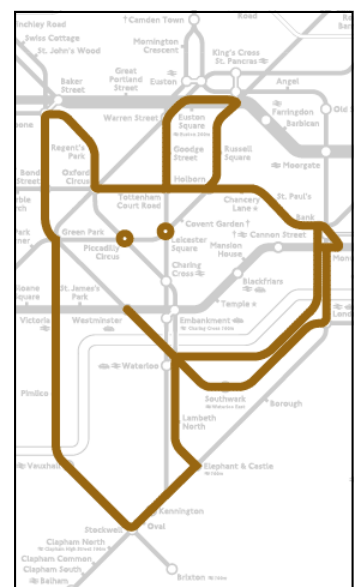 nchley Road
†Camden Town
Road
Swiss Cottage
St. John's Wood
Mornington
Crescent
King's Cross
St. Pancras
Baker
Street
Great
Portland
Street
Euston
Angel
Warren Street
Euston
Square
Farringdon
Barbican
Old
Regent's
Park
Goodge
Street
Russell
Square
Moorgate
Bond
Street
Oxford
Circus
Holborn
Tottenham
Court Road
Chancery
Lane
St. Paul's
Bank
Green Park
Piccadilly
Circus
Covent Garden†
Leicester
Square
†Cannon Street
Mansion
House
Charing
Cross
Blackfriars
Sloane
Square
St. James's
Park
Temple
Victoria
Westminster
Embankment
Waterloo
Southwark
Borough
Pimlico
Lambeth
North
Vauxhall
Elephant & Castle
Kennington
Oval
Stockwell
Clapham North
Clapham Common
Clapham South
Balham
Brixton